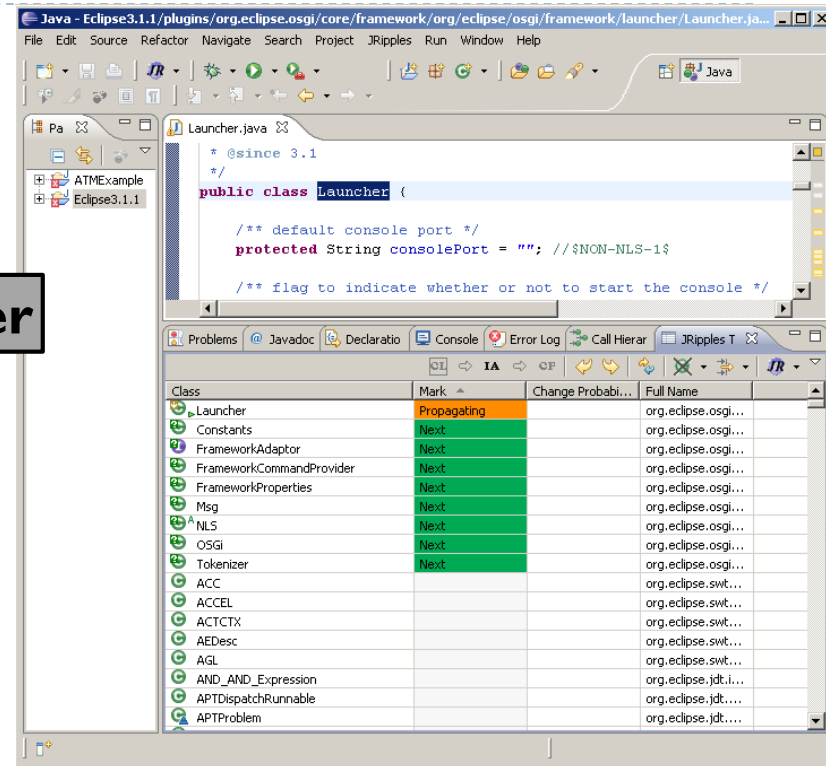 Java - Eclipse3.1.1/plugins/org.eclipse.osgi/core/framework/org/eclipse/osgi/framework/launcher/Launcher.ja...
File Edit Source Refactor Navigate Search Project JRipples Run Window Help
JR
Java
Pa
Launcher.java
ATMExample
Eclipse3.1.1
* @since 3.1
*/
public class Launcher {
/** default console port */
protected String consolePort = ""; //$NON-NLS-1$
/** flag to indicate whether or not to start the console */
er
Problems @ Javadoc Declaratio Console Error Log Call Hierar JRipples T
CL IA CP JR
Class Mark Change Probabi... Full Name
Launcher Propagating org.eclipse.osgi...
Constants Next org.eclipse.osgi...
FrameworkAdaptor Next org.eclipse.osgi...
FrameworkCommandProvider Next org.eclipse.osgi...
FrameworkProperties Next org.eclipse.osgi...
Msg Next org.eclipse.osgi...
NLS Next org.eclipse.osgi...
OSGi Next org.eclipse.osgi...
Tokenizer Next org.eclipse.osgi...
ACC org.eclipse.swt...
ACCEL org.eclipse.swt...
ACTCTX org.eclipse.swt...
AEDesc org.eclipse.swt...
AGL org.eclipse.swt...
AND_AND_Expression org.eclipse.jdt.i...
APTDispatchRunnable org.eclipse.jdt....
APTProblem org.eclipse.jdt....